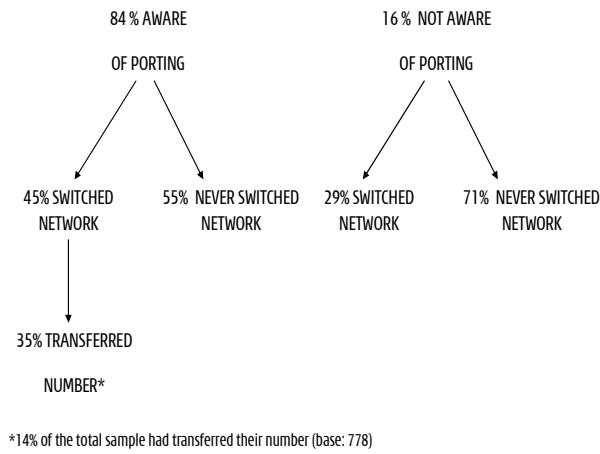 84 % AWARE
OF PORTING
16 % NOT AWARE
OF PORTING
45% SWITCHED
NETWORK
55% NEVER SWITCHED
NETWORK
29% SWITCHED
NETWORK
71% NEVER SWITCHED
NETWORK
35% TRANSFERRED
NUMBER*
*14% of the total sample had transferred their number (base: 778)